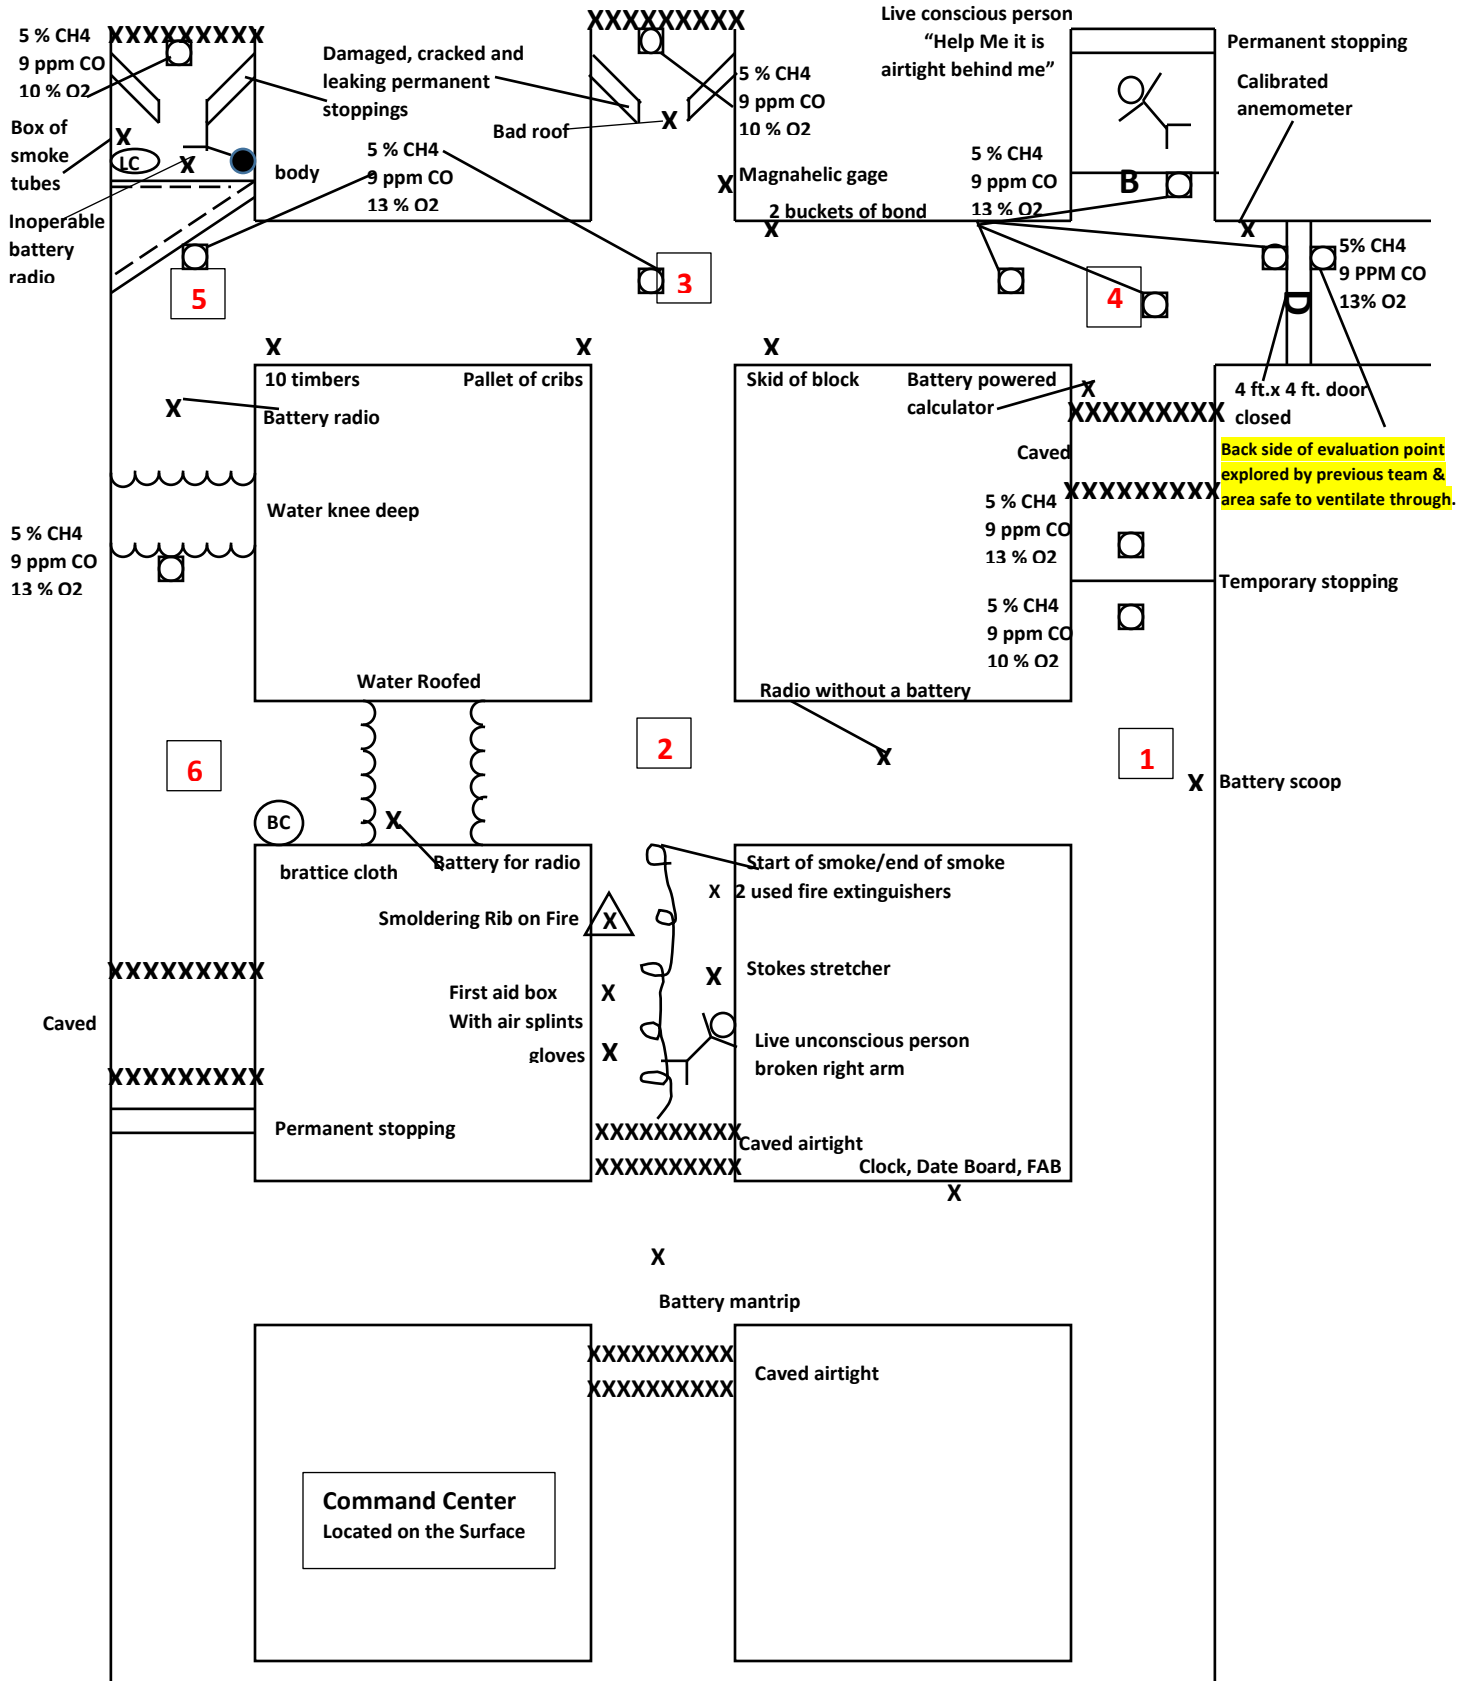 5 % CH4
9 ppm CO
10 % O2
XXXXXXXXX
Damaged, cracked and
leaking permanent
stoppings
XXXXXXXXX
5 % CH4
9 ppm CO
10 % O2
Live conscious person
“Help Me it is
airtight behind me”
Permanent stopping
Calibrated
anemometer
Box of
smoke
tubes
X
LC
X
body
Inoperable
battery
radio
5 % CH4
9 ppm CO
13 % O2
Bad roof
X
X
Magnahelic gage
2 buckets of bond
X
5 % CH4
9 ppm CO
13 % O2
B
X
5% CH4
9 PPM CO
13% O2
D
5
3
4
X
10 timbers
X
Pallet of cribs
X
Skid of block
Battery powered
calculator
X
4 ft.x 4 ft. door
closed
X
Battery radio
XXXXXXXXX
Caved
XXXXXXXXX
Back side of evaluation point
explored by previous team &
area safe to ventilate through.
Water knee deep
5 % CH4
9 ppm CO
13 % O2
5 % CH4
9 ppm CO
13 % O2
Temporary stopping
5 % CH4
9 ppm CO
10 % O2
Water Roofed
Radio without a battery
X
6
2
1
X
Battery scoop
BC
brattice cloth
X
Battery for radio
Start of smoke/end of smoke
X
2 used fire extinguishers
Smoldering Rib on Fire
X
X
Stokes stretcher
XXXXXXXXX
Caved
XXXXXXXXX
First aid box
With air splints
X
gloves
X
Live unconscious person
broken right arm
Permanent stopping
XXXXXXXXXX
Caved airtight
XXXXXXXXXX
Clock, Date Board, FAB
X
X
Battery mantrip
XXXXXXXXXX
Caved airtight
XXXXXXXXXX
Command Center
Located on the Surface